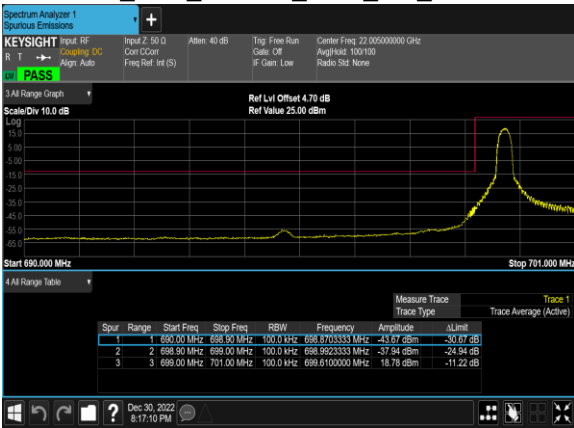 Spectrum Analyzer 1
Spurious Emissions
KEYSIGHT Input: RF Input Z: 50 Ω Atten: 40 dB Trig: Free Run Center Freq: 22.005000000 GHz
R T Coupling: DC Corr CCorr Gate: Off Avg|Hold: 100/100
Align: Auto Freq Ref: Int (S) IF Gain: Low Radio Std: None
LXI PASS
3 All Range Graph
Ref Lvl Offset 4.70 dB
Scale/Div 10.0 dB Ref Value 25.00 dBm
Log
15.0
5.00
-5.00
-15.0
-25.0
-35.0
-45.0
-55.0
-65.0
Start 690.000 MHz Stop 701.000 MHz
4 All Range Table
Measure Trace Trace 1
Trace Type Trace Average (Active)
Spur Range Start Freq Stop Freq RBW Frequency Amplitude ΔLimit
1 1 690.00 MHz 698.90 MHz 100.0 kHz 698.8703333 MHz -43.67 dBm -30.67 dB
2 2 698.90 MHz 699.00 MHz 100.0 kHz 698.9923333 MHz -37.94 dBm -24.94 dB
3 3 699.00 MHz 701.00 MHz 100.0 kHz 699.6100000 MHz 18.78 dBm -11.22 dB
? Dec 30, 2022
8:17:10 PM